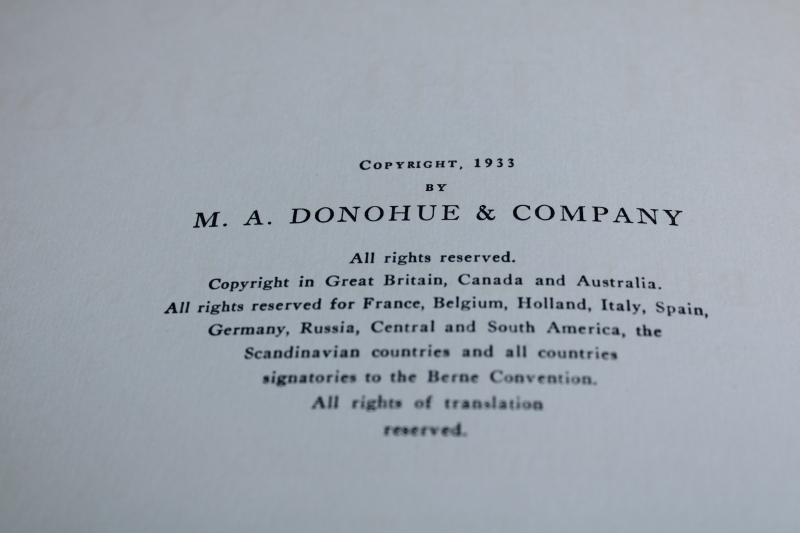 COPYRIGHT, 1933
BY
M. A. DONOHUE & COMPANY
All rights reserved.
Copyright in Great Britain, Canada and Australia.
All rights reserved for France, Belgium, Holland, Italy, Spain,
Germany, Russia, Central and South America, the
Scandinavian countries and all countries
signatories to the Berne Convention.
All rights of translation
reserved.